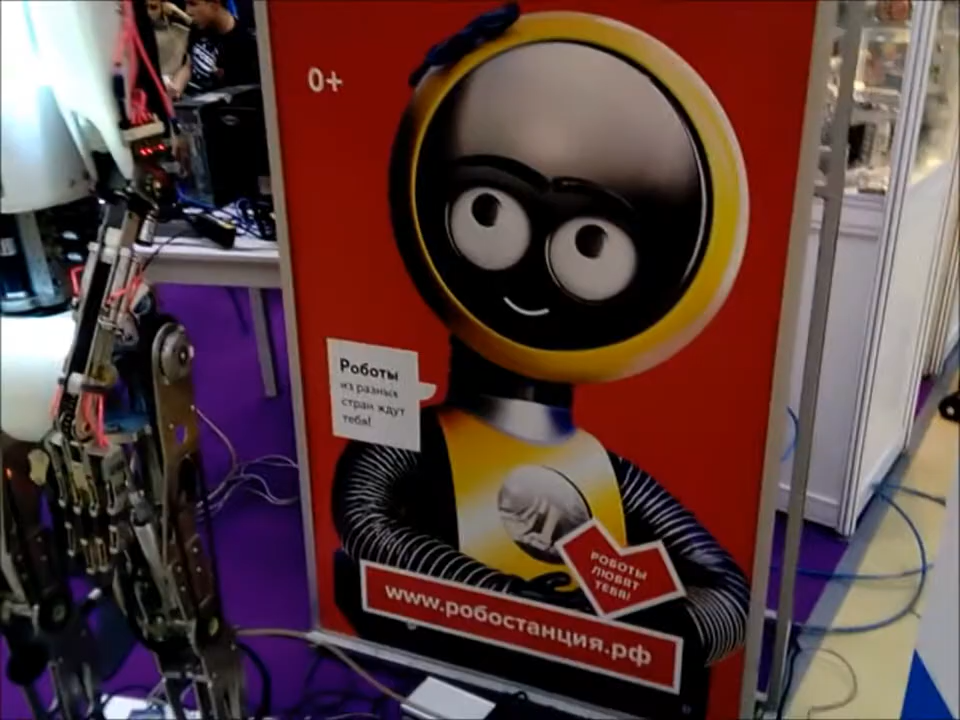 0+
Роботы
из разных
стран ждут
тебя!
РОБОТЫ
ЛЮБЯТ
ТЕБЯ!
www.робостанция.рф